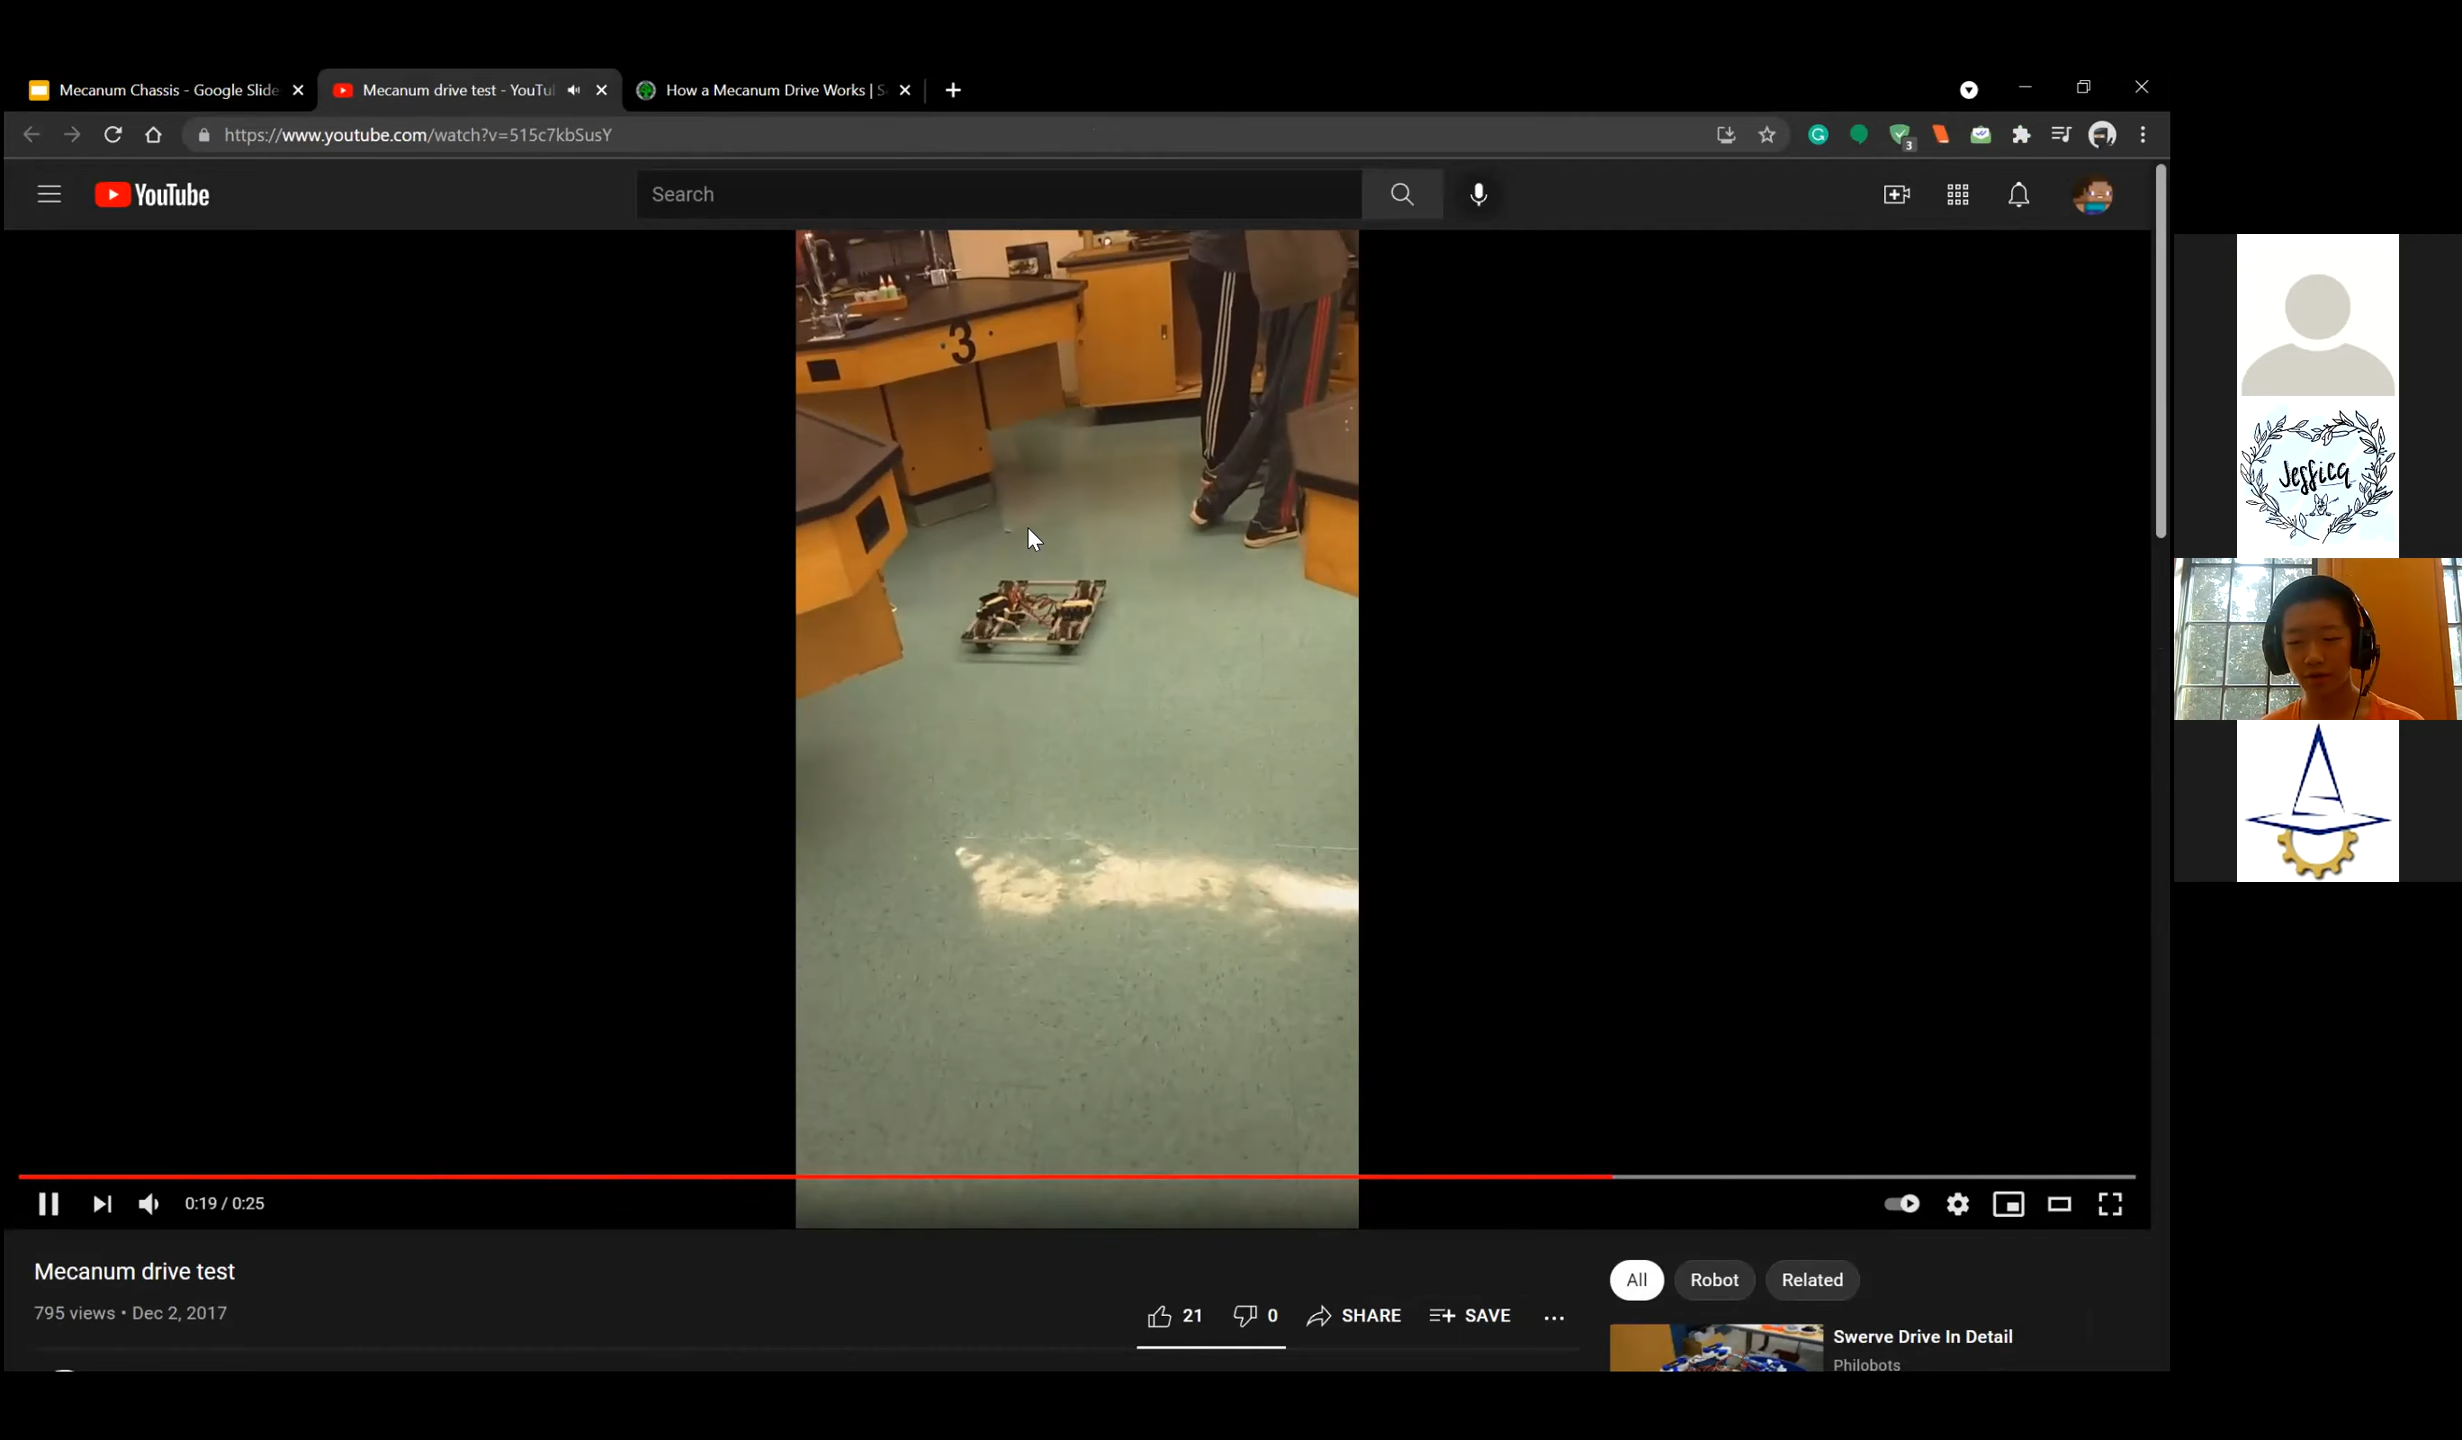 Mecanum Chassis - Google Slide
Mecanum drive test - YouTu
How a Mecanum Drive Works | S
https://www.youtube.com/watch?v=515c7kbSusY
3
YouTube
Search
3
Jessica
0:19 / 0:25
Mecanum drive test
795 views • Dec 2, 2017
21
0
SHARE
SAVE
All
Robot
Related
Swerve Drive In Detail
Philobots